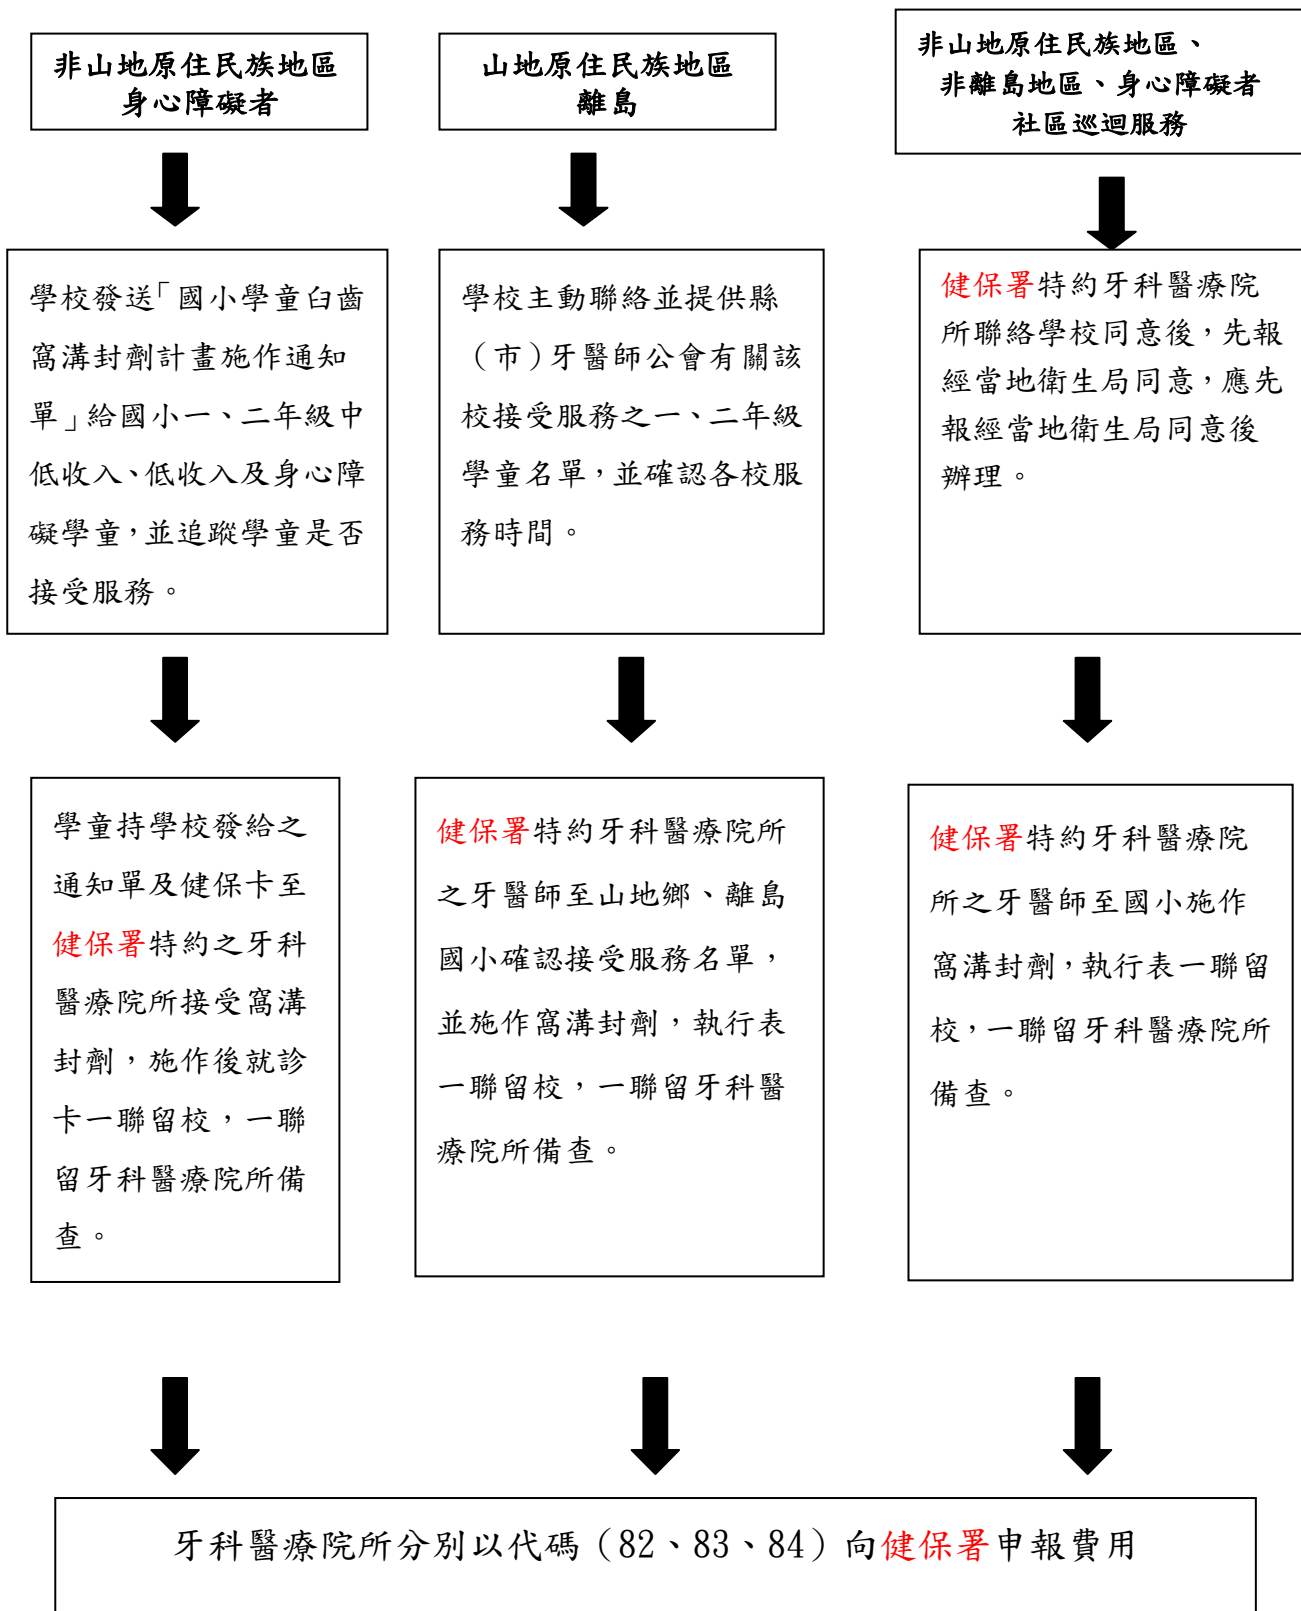 非山地原住民族地區
身心障礙者
山地原住民族地區
離島
非山地原住民族地區、
非離島地區、身心障礙者
社區巡迴服務
學校發送「國小學童臼齒
窩溝封劑計畫施作通知
單」給國小一、二年級中
低收入、低收入及身心障
礙學童，並追蹤學童是否
接受服務。
學校主動聯絡並提供縣
（市）牙醫師公會有關該
校接受服務之一、二年級
學童名單，並確認各校服
務時間。
健保署特約牙科醫療院
所聯絡學校同意後，先報
經當地衛生局同意，應先
報經當地衛生局同意後
辦理。
學童持學校發給之
通知單及健保卡至
健保署特約之牙科
醫療院所接受窩溝
封劑，施作後就診
卡一聯留校，一聯
留牙科醫療院所備
查。
健保署特約牙科醫療院所
之牙醫師至山地鄉、離島
國小確認接受服務名單，
並施作窩溝封劑，執行表
一聯留校，一聯留牙科醫
療院所備查。
健保署特約牙科醫療院
所之牙醫師至國小施作
窩溝封劑，執行表一聯留
校，一聯留牙科醫療院所
備查。
牙科醫療院所分別以代碼（82、83、84）向健保署申報費用